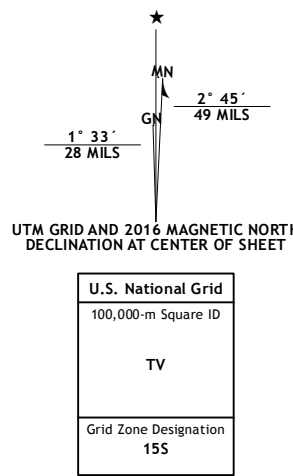 ★
MN
GN
2° 45´
49 MILS
1° 33´
28 MILS
UTM GRID AND 2016 MAGNETIC NORTH
DECLINATION AT CENTER OF SHEET
U.S. National Grid
100,000-m Square ID
TV
Grid Zone Designation
15S